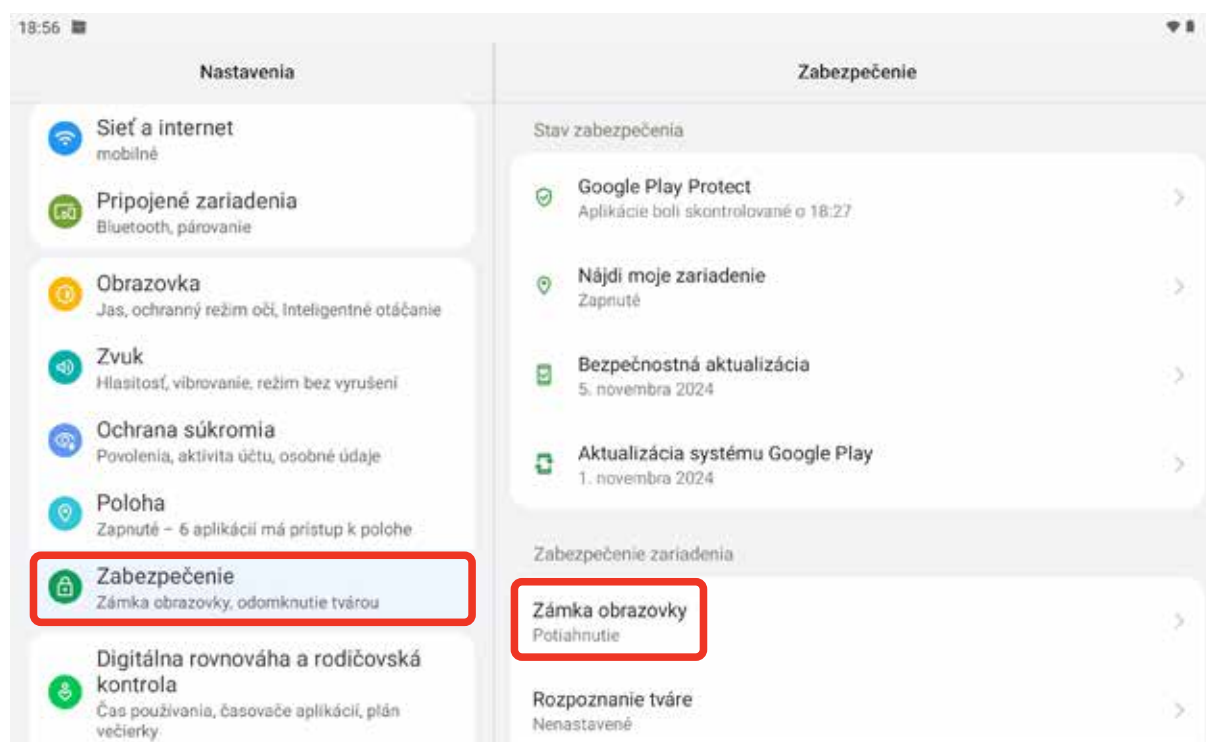 18:56
Nastavenia
Sieť a internet
mobilné
Pripojené zariadenia
Bluetooth, párovanie
Obrazovka
Jas, ochranný režim očí, Inteligentné otáčanie
Zvuk
Hlasitosť, vibrovanie, režim bez vyrušení
Ochrana súkromia
Povolenia, aktivita účtu, osobné údaje
Poloha
Zapnuté – 6 aplikácií má prístup k polohe
Zabezpečenie
Zámka obrazovky, odomknutie tvárou
Digitálna rovnováha a rodičovská
kontrola
Čas používania, časovače aplikácií, plán
večierky
Zabezpečenie
Stav zabezpečenia
Google Play Protect
Aplikácie boli skontrolované o 18:27
Nájdi moje zariadenie
Zapnuté
Bezpečnostná aktualizácia
5. novembra 2024
Aktualizácia systému Google Play
1. novembra 2024
Zabezpečenie zariadenia
Zámka obrazovky
Potiahnutie
Rozpoznanie tváre
Nenastavené